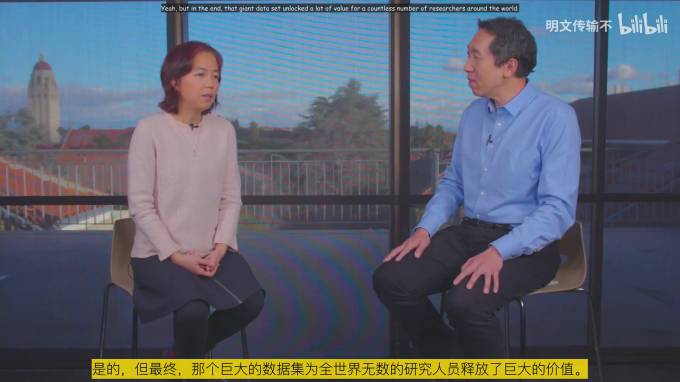 Yeah, but in the end, that giant data set unlocked a lot of value for a countless number of researchers around the world.
明文传输不 bilibili
是的，但最终，那个巨大的数据集为全世界无数的研究人员释放了巨大的价值。